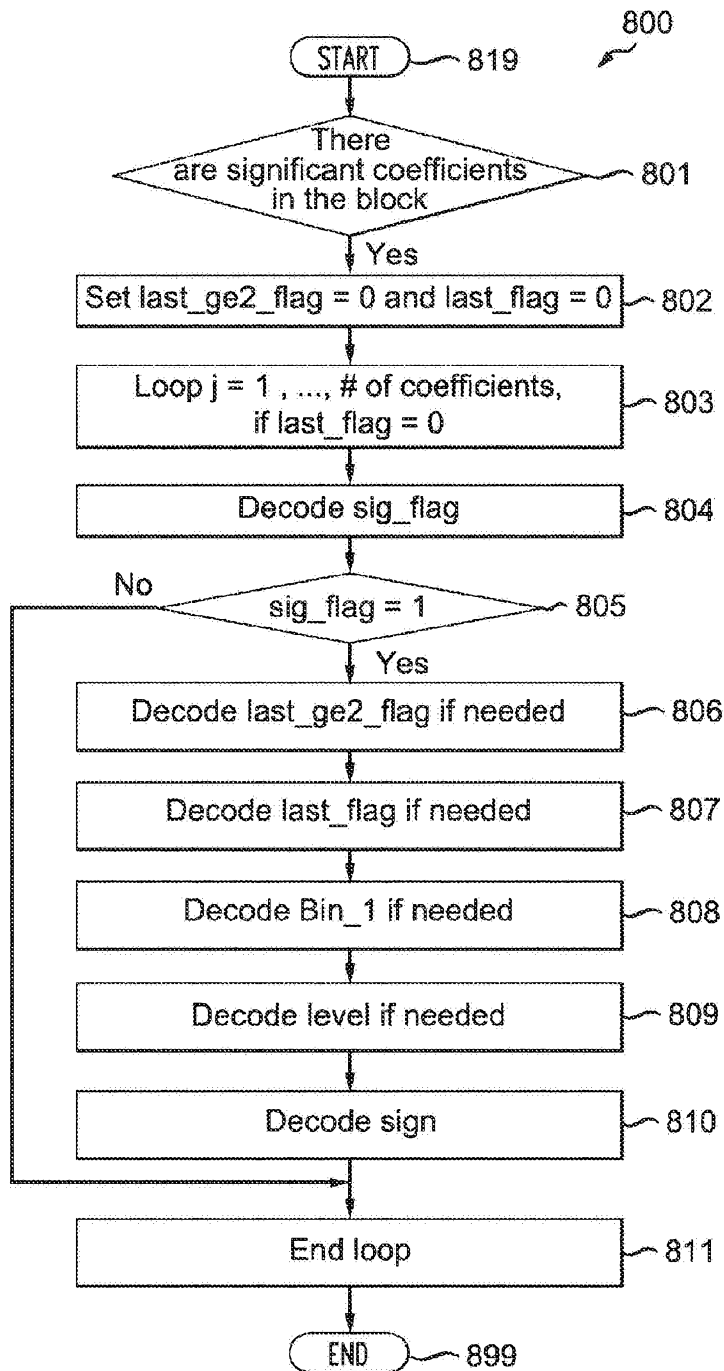 800
START
819
There
are significant coefficients
in the block
801
Yes
Set last_ge2_flag = 0 and last_flag = 0
802
Loop j = 1 , ..., # of coefficients,
if last_flag = 0
803
Decode sig_flag
804
No
sig_flag = 1
805
Yes
Decode last_ge2_flag if needed
806
Decode last_flag if needed
807
Decode Bin_1 if needed
808
Decode level if needed
809
Decode sign
810
End loop
811
END
899